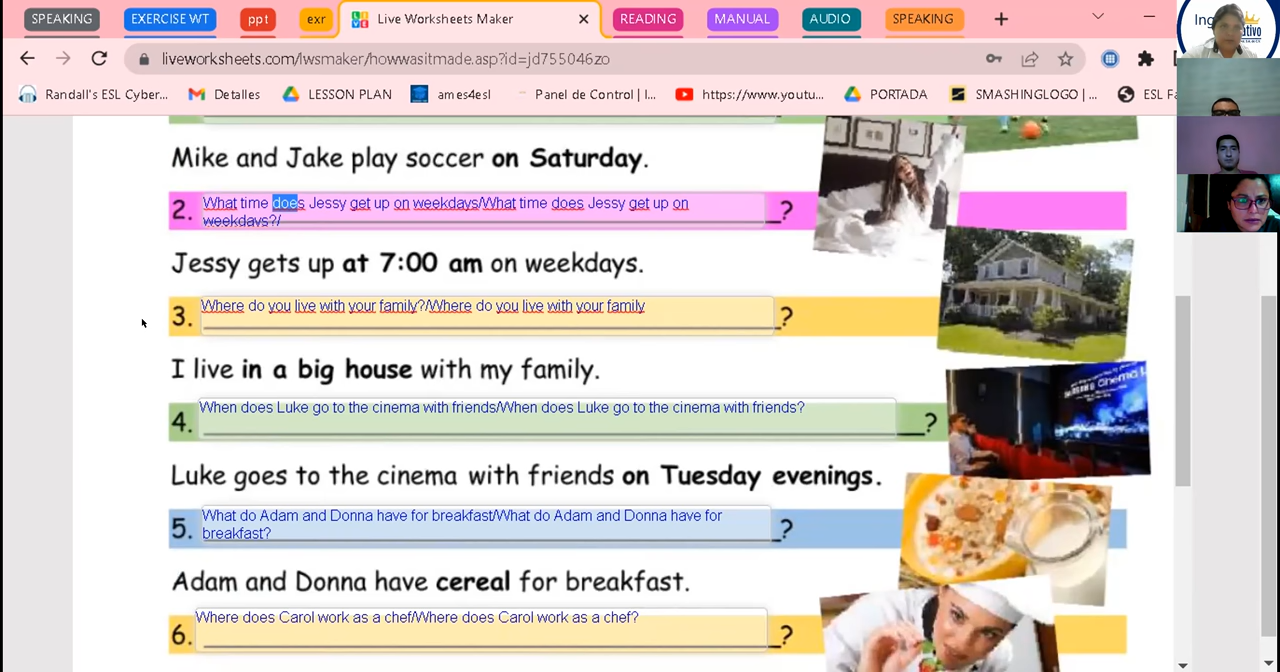 SPEAKING EXERCISE WT ppt exr Live Worksheets Maker READING MANUAL AUDIO SPEAKING
liveworksheets.com/lwsmaker/howwasitmade.asp?id=jd755046zo
Randall's ESL Cyber... Detalles LESSON PLAN ames4esl Panel de Control | I... https://www.youtu... PORTADA SMASHINGLOGO | ... ESL Fa
Mike and Jake play soccer on Saturday.
2. What time does Jessy get up on weekdays/What time does Jessy get up on
weekdays?/ ?
Jessy gets up at 7:00 am on weekdays.
3. Where do you live with your family?/Where do you live with your family ?
I live in a big house with my family.
4. When does Luke go to the cinema with friends/When does Luke go to the cinema with friends? ?
Luke goes to the cinema with friends on Tuesday evenings.
5. What do Adam and Donna have for breakfast/What do Adam and Donna have for
breakfast? ?
Adam and Donna have cereal for breakfast.
6. Where does Carol work as a chef/Where does Carol work as a chef? ?